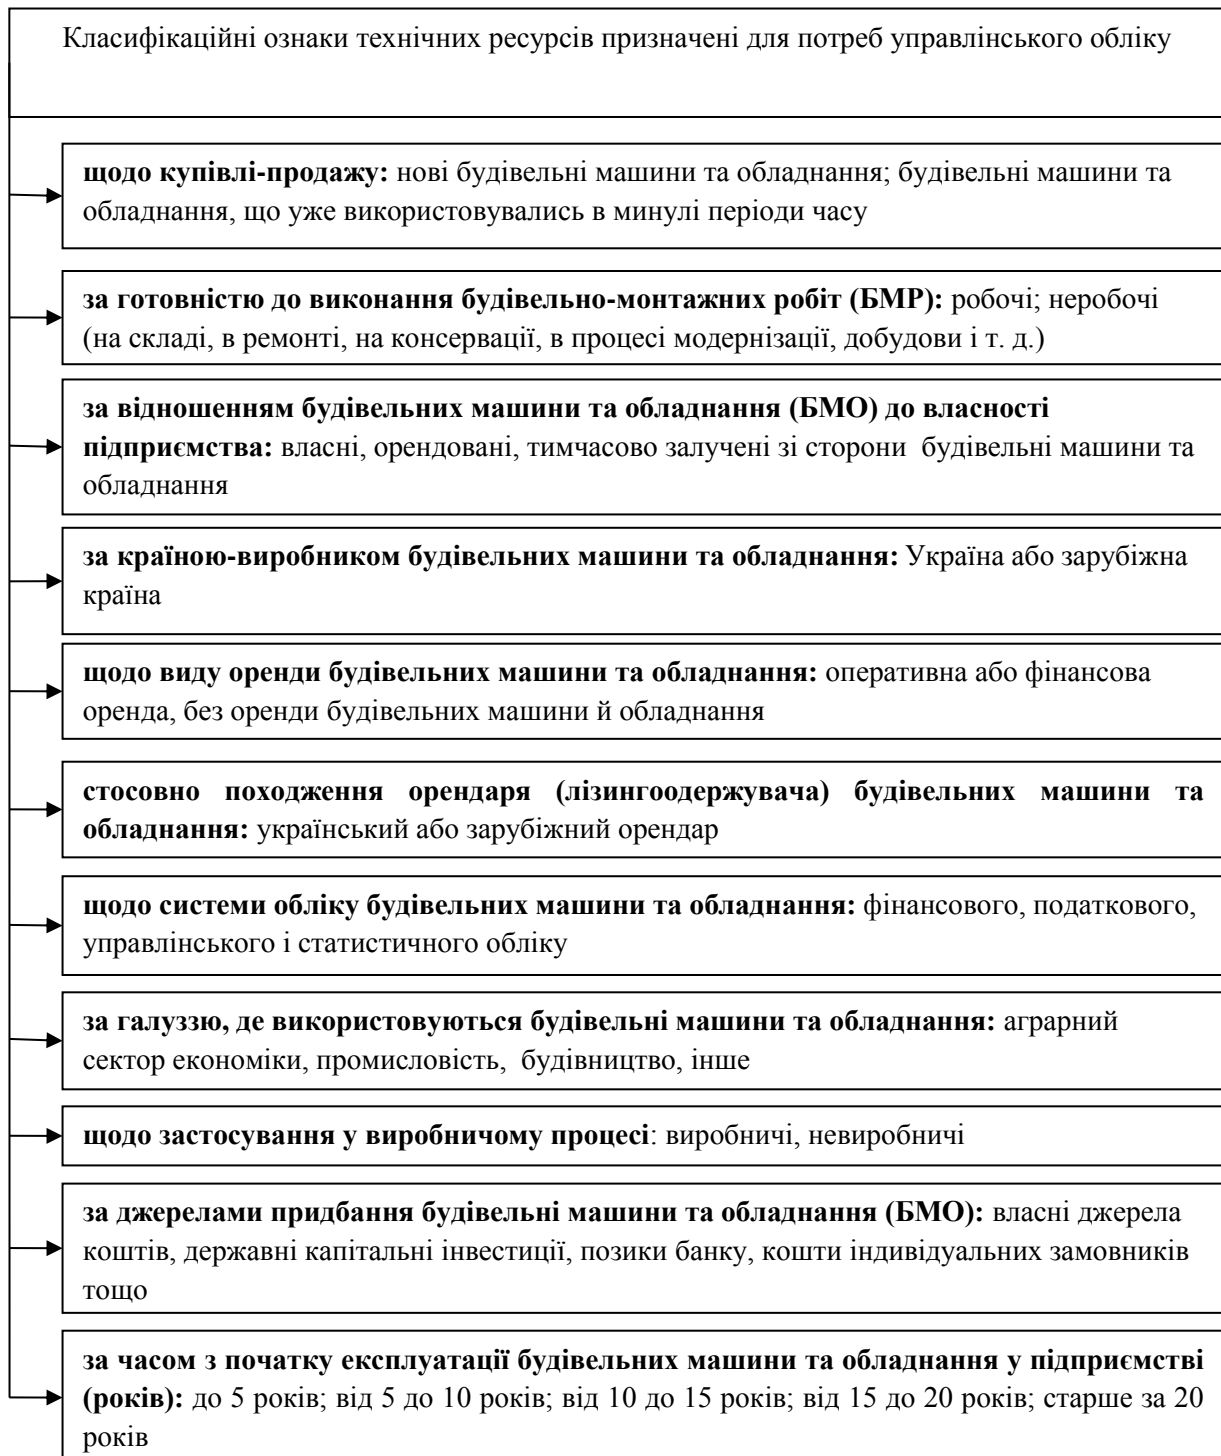 Класифікаційні ознаки технічних ресурсів призначені для потреб управлінського обліку
щодо купівлі-продажу: нові будівельні машини та обладнання; будівельні машини та
обладнання, що уже використовувались в минулі періоди часу
за готовністю до виконання будівельно-монтажних робіт (БМР): робочі; неробочі
(на складі, в ремонті, на консервації, в процесі модернізації, добудови і т. д.)
за відношенням будівельних машини та обладнання (БМО) до власності
підприємства: власні, орендовані, тимчасово залучені зі сторони будівельні машини та
обладнання
за країною-виробником будівельних машини та обладнання: Україна або зарубіжна
країна
щодо виду оренди будівельних машини та обладнання: оперативна або фінансова
оренда, без оренди будівельних машини й обладнання
стосовно походження орендаря (лізингоодержувача) будівельних машини та
обладнання: український або зарубіжний орендар
щодо системи обліку будівельних машини та обладнання: фінансового, податкового,
управлінського і статистичного обліку
за галуззю, де використовуються будівельні машини та обладнання: аграрний
сектор економіки, промисловість, будівництво, інше
щодо застосування у виробничому процесі: виробничі, невиробничі
за джерелами придбання будівельні машини та обладнання (БМО): власні джерела
коштів, державні капітальні інвестиції, позики банку, кошти індивідуальних замовників
тощо
за часом з початку експлуатації будівельних машини та обладнання у підприємстві
(років): до 5 років; від 5 до 10 років; від 10 до 15 років; від 15 до 20 років; старше за 20
років